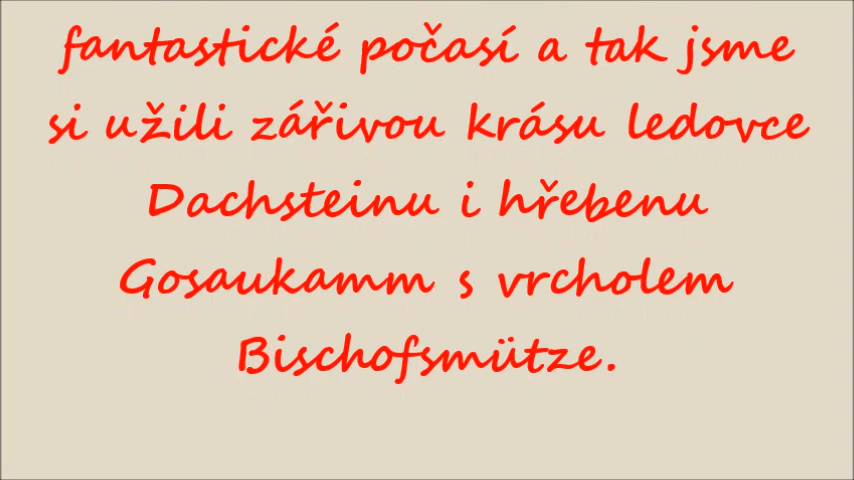 fantastické počasí a tak jsme
si užili zářivou krásu ledovce
Dachsteinu i hřebenu
Gosaukamm s vrcholem
Bischofsmütze.